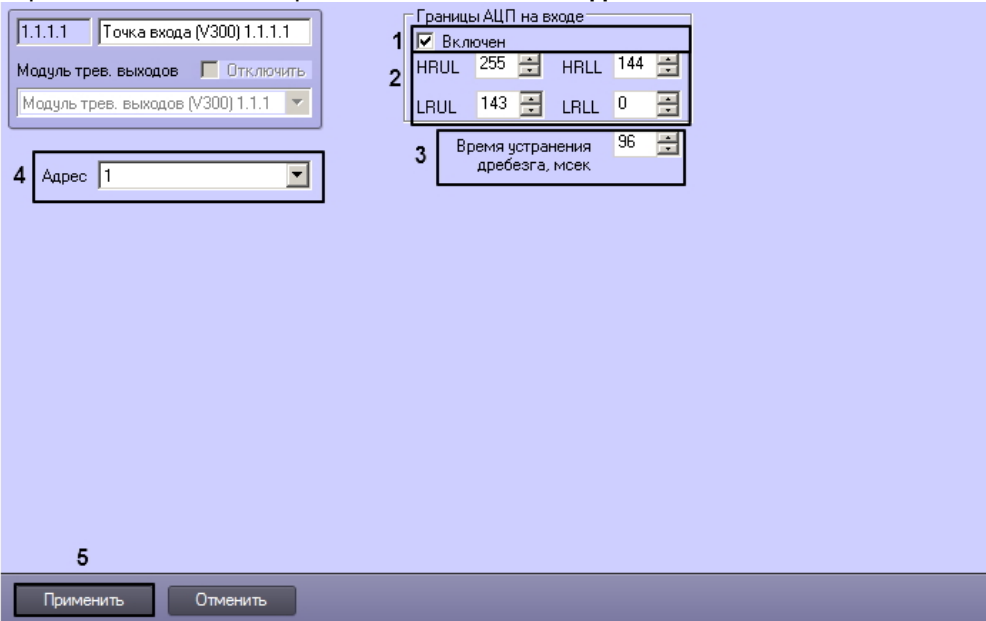 1.1.1.1 Точка входа (V300) 1.1.1.1
Модуль трев. выходов Отключить
Модуль трев. выходов (V300) 1.1.1
4 Адрес 1
Границы АЦП на входе
1 Включен
2
HRUL 255 HRLL 144
LRUL 143 LRLL 0
3 Время устранения 96
дребезга, мсек
5
Применить Отменить